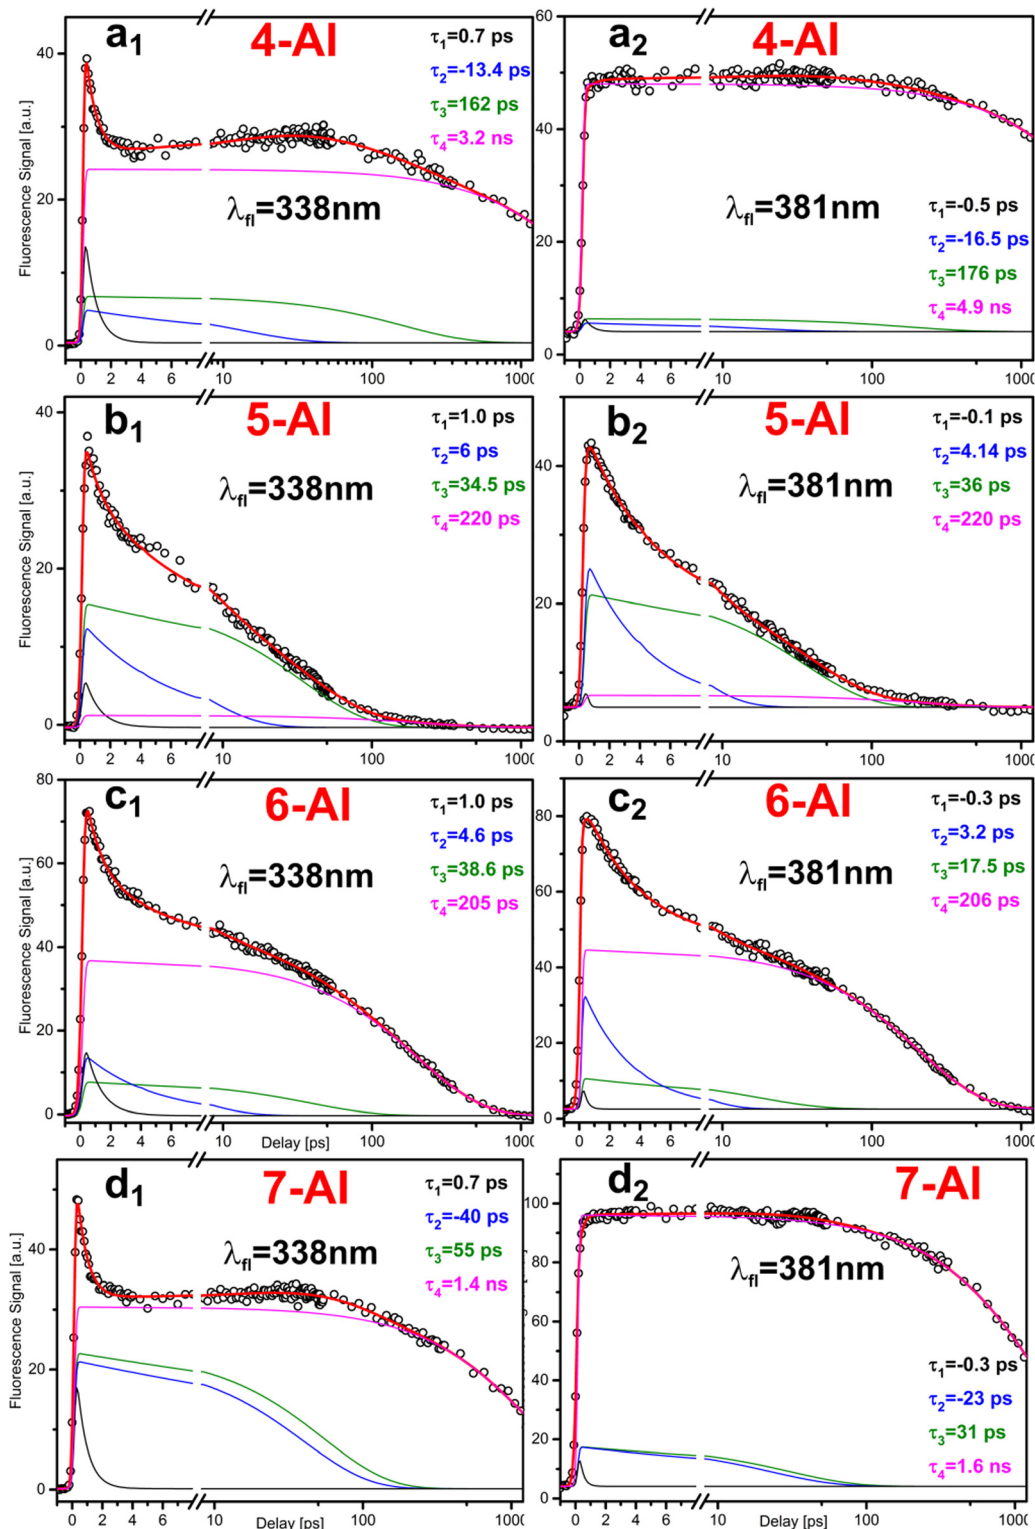 a1 4-AI
τ1=0.7 ps
τ2=-13.4 ps
τ3=162 ps
τ4=3.2 ns
λfl=338nm
Fluorescence Signal [a.u.]
40
20
0
0 2 4 6 10 100 1000
a2 4-AI
λfl=381nm
τ1=-0.5 ps
τ2=-16.5 ps
τ3=176 ps
τ4=4.9 ns
60
40
20
0
0 2 4 6 10 100 1000
b1 5-AI
τ1=1.0 ps
τ2=6 ps
τ3=34.5 ps
τ4=220 ps
λfl=338nm
Fluorescence Signal [a.u.]
40
20
0
0 2 4 6 10 100 1000
b2 5-AI
τ1=-0.1 ps
τ2=4.14 ps
τ3=36 ps
τ4=220 ps
λfl=381nm
40
20
0
0 2 4 6 10 100 1000
c1 6-AI
τ1=1.0 ps
τ2=4.6 ps
τ3=38.6 ps
τ4=205 ps
λfl=338nm
Fluorescence Signal [a.u.]
80
60
40
20
0
0 2 4 6 10 100 1000
Delay [ps]
c2 6-AI
τ1=-0.3 ps
τ2=3.2 ps
τ3=17.5 ps
τ4=206 ps
λfl=381nm
80
60
40
20
0
0 2 4 6 10 100 1000
d1 7-AI
τ1=0.7 ps
τ2=-40 ps
τ3=55 ps
τ4=1.4 ns
λfl=338nm
Fluorescence Signal [a.u.]
40
20
0
0 2 4 6 10 100 1000
Delay [ps]
d2 7-AI
λfl=381nm
τ1=-0.3 ps
τ2=-23 ps
τ3=31 ps
τ4=1.6 ns
100
80
60
40
20
0
0 2 4 6 10 100 1000
Delay [ps]